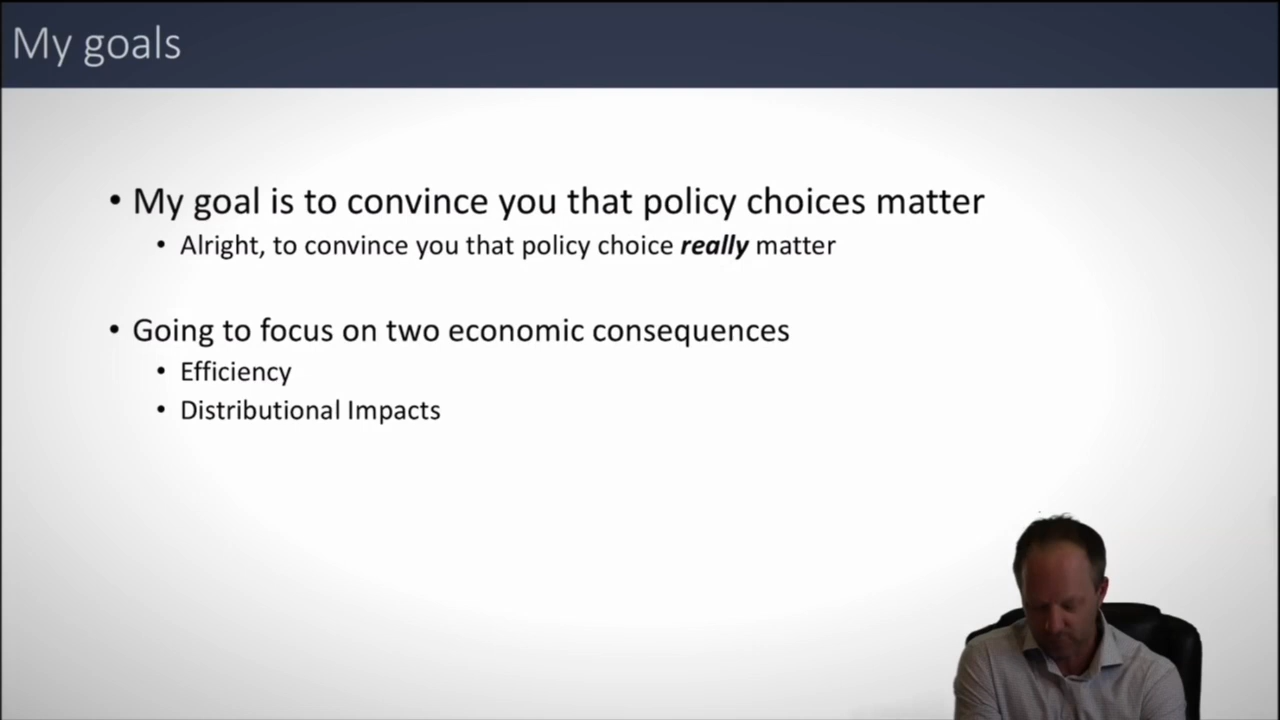 My goals
• My goal is to convince you that policy choices matter
• Alright, to convince you that policy choice really matter
• Going to focus on two economic consequences
• Efficiency
• Distributional Impacts